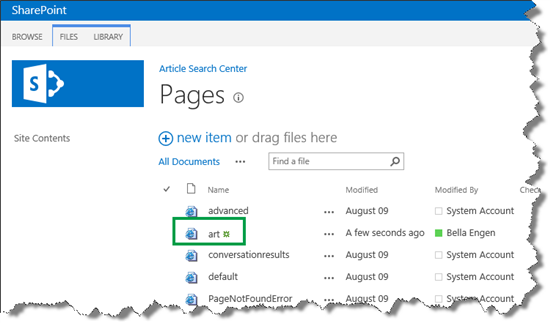 SharePoint
BROWSE FILES LIBRARY
Article Search Center
Pages
Site Contents
new item or drag files here
All Documents ... Find a file
Name Modified Modified By
advanced ... August 09 System Account
art ... A few seconds ago Bella Engen
conversationresults ... August 09 System Account
default ... August 09 System Account
PageNotFoundError ... August 09 System Account